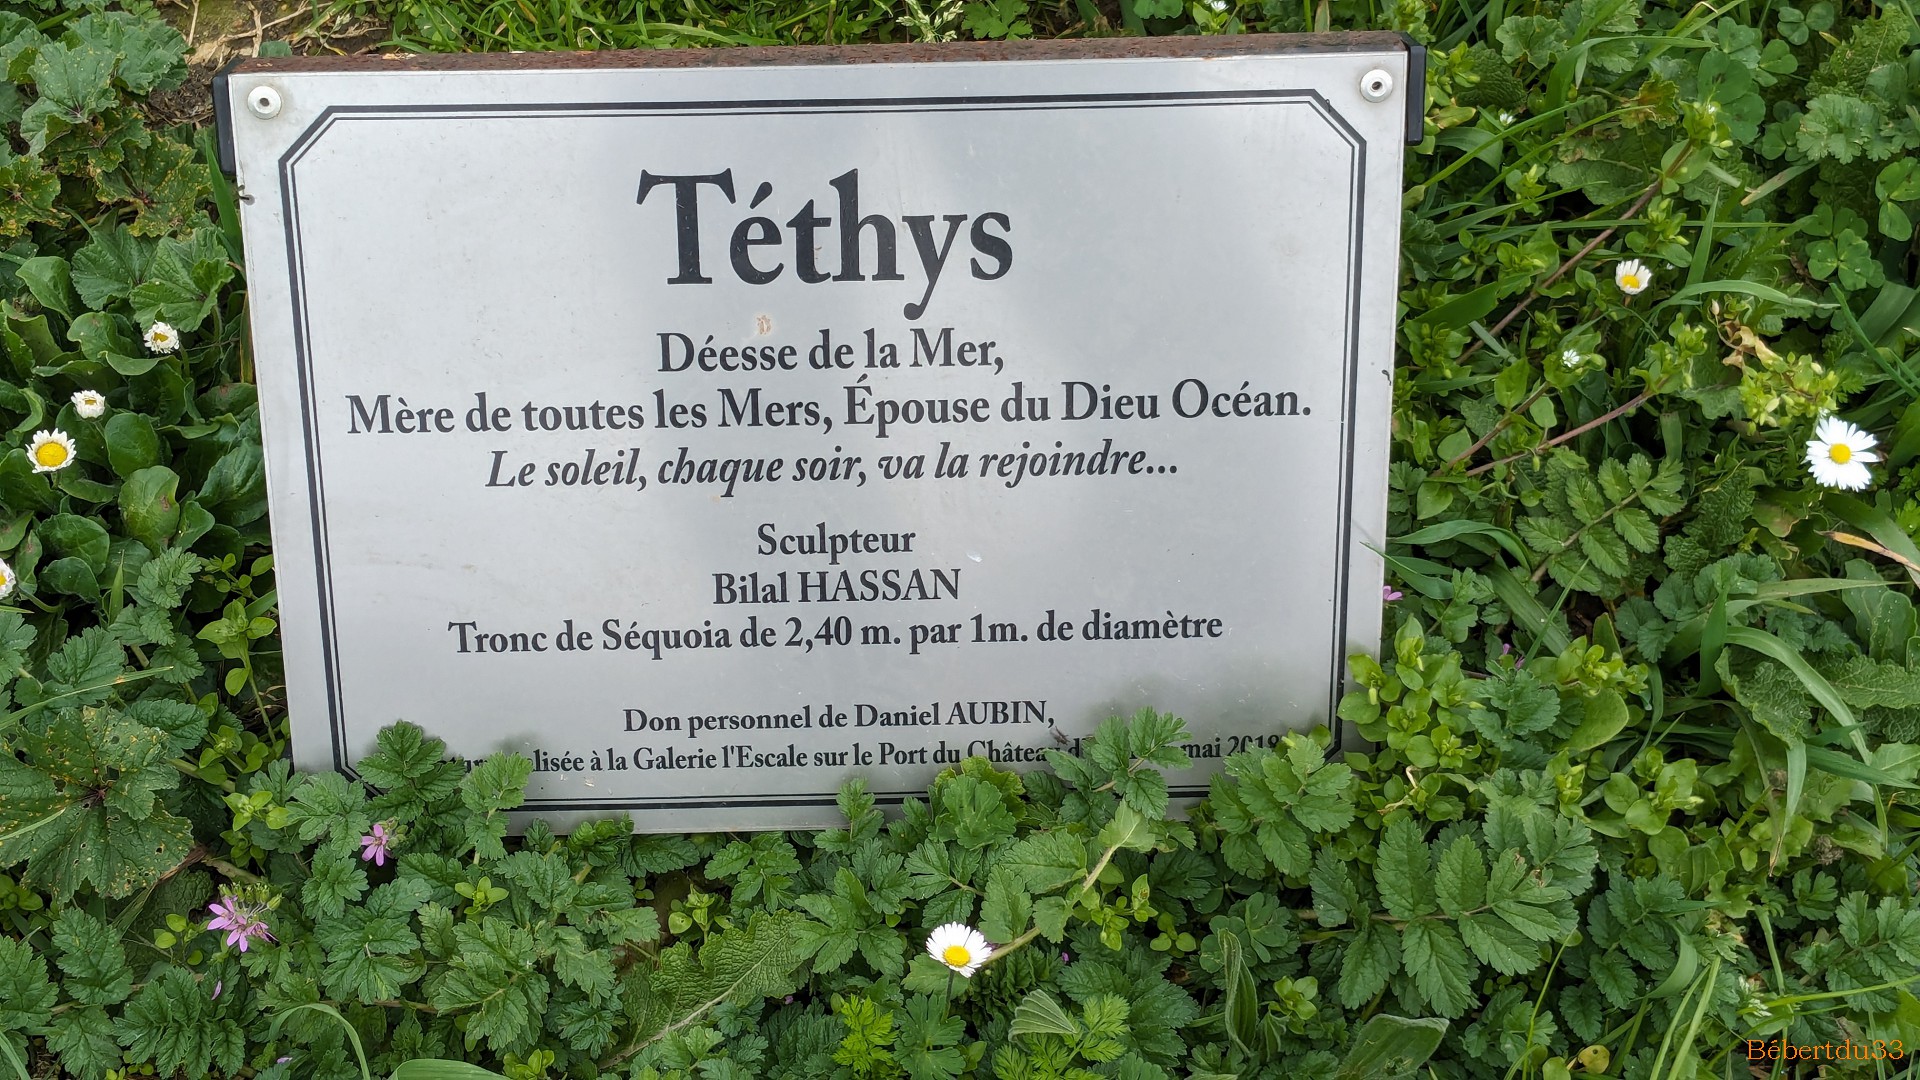 Téthys
Déesse de la Mer,
Mère de toutes les Mers, Épouse du Dieu Océan.
Le soleil, chaque soir, va la rejoindre...
Sculpteur
Bilal HASSAN
Tronc de Séquoia de 2,40 m. par 1m. de diamètre
Don personnel de Daniel AUBIN,
à la Galerie l'Escale sur le Port du mai
Bébertdu33